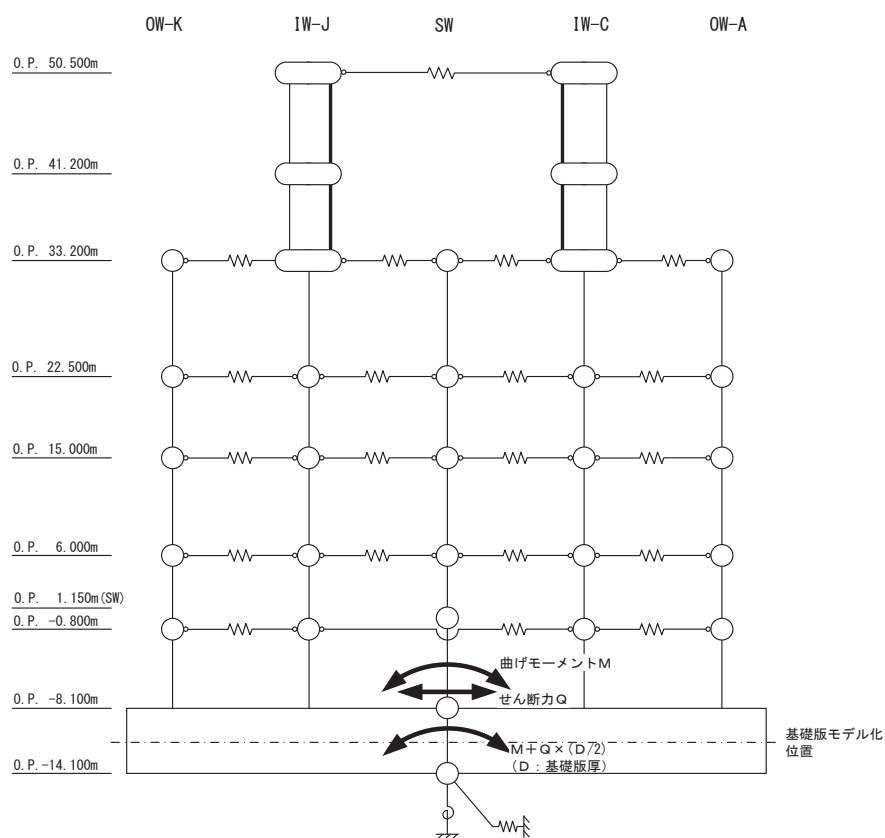 OW-K IW-J SW IW-C OW-A
O.P. 50.500m
O.P. 41.200m
O.P. 33.200m
O.P. 22.500m
O.P. 15.000m
O.P. 6.000m
O.P. 1.150m(SW)
O.P. -0.800m
曲げモーメントM
せん断力Q
O.P. -8.100m
基礎版モデル化
位置
M+Q×(D/2)
(D:基礎版厚)
O.P.-14.100m